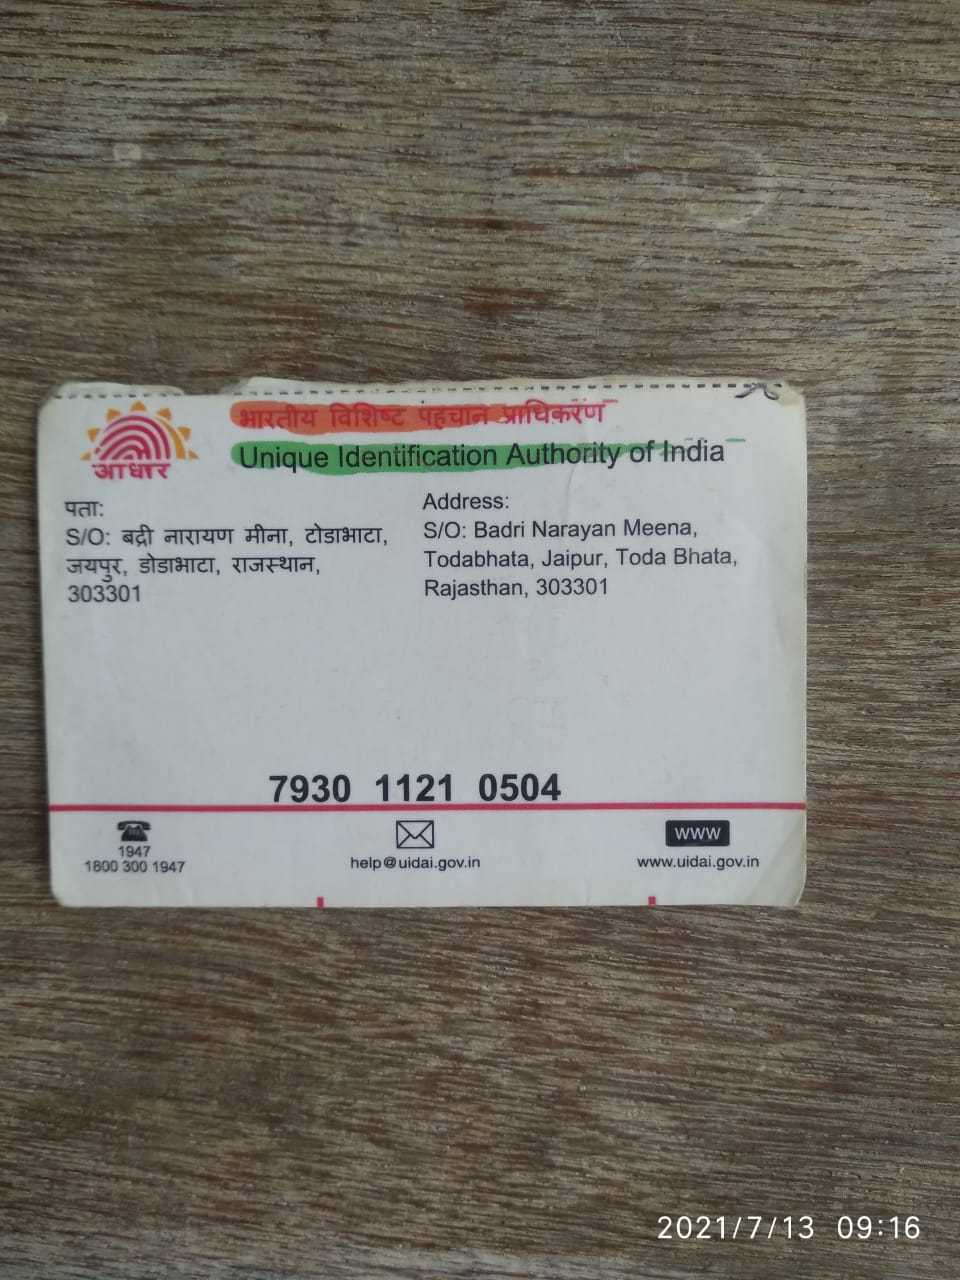 भारतीय विशिष्ट पहचान प्राधिकरण
Unique Identification Authority of India
आधार
पता:
S/O: बद्री नारायण मीना, टोडाभाटा,
जयपुर, डोडाभाटा, राजस्थान,
303301
Address:
S/O: Badri Narayan Meena,
Todabhata, Jaipur, Toda Bhata,
Rajasthan, 303301
7930 1121 0504
1947
1800 300 1947
help@uidai.gov.in
www
www.uidai.gov.in
2021/7/13 09:16